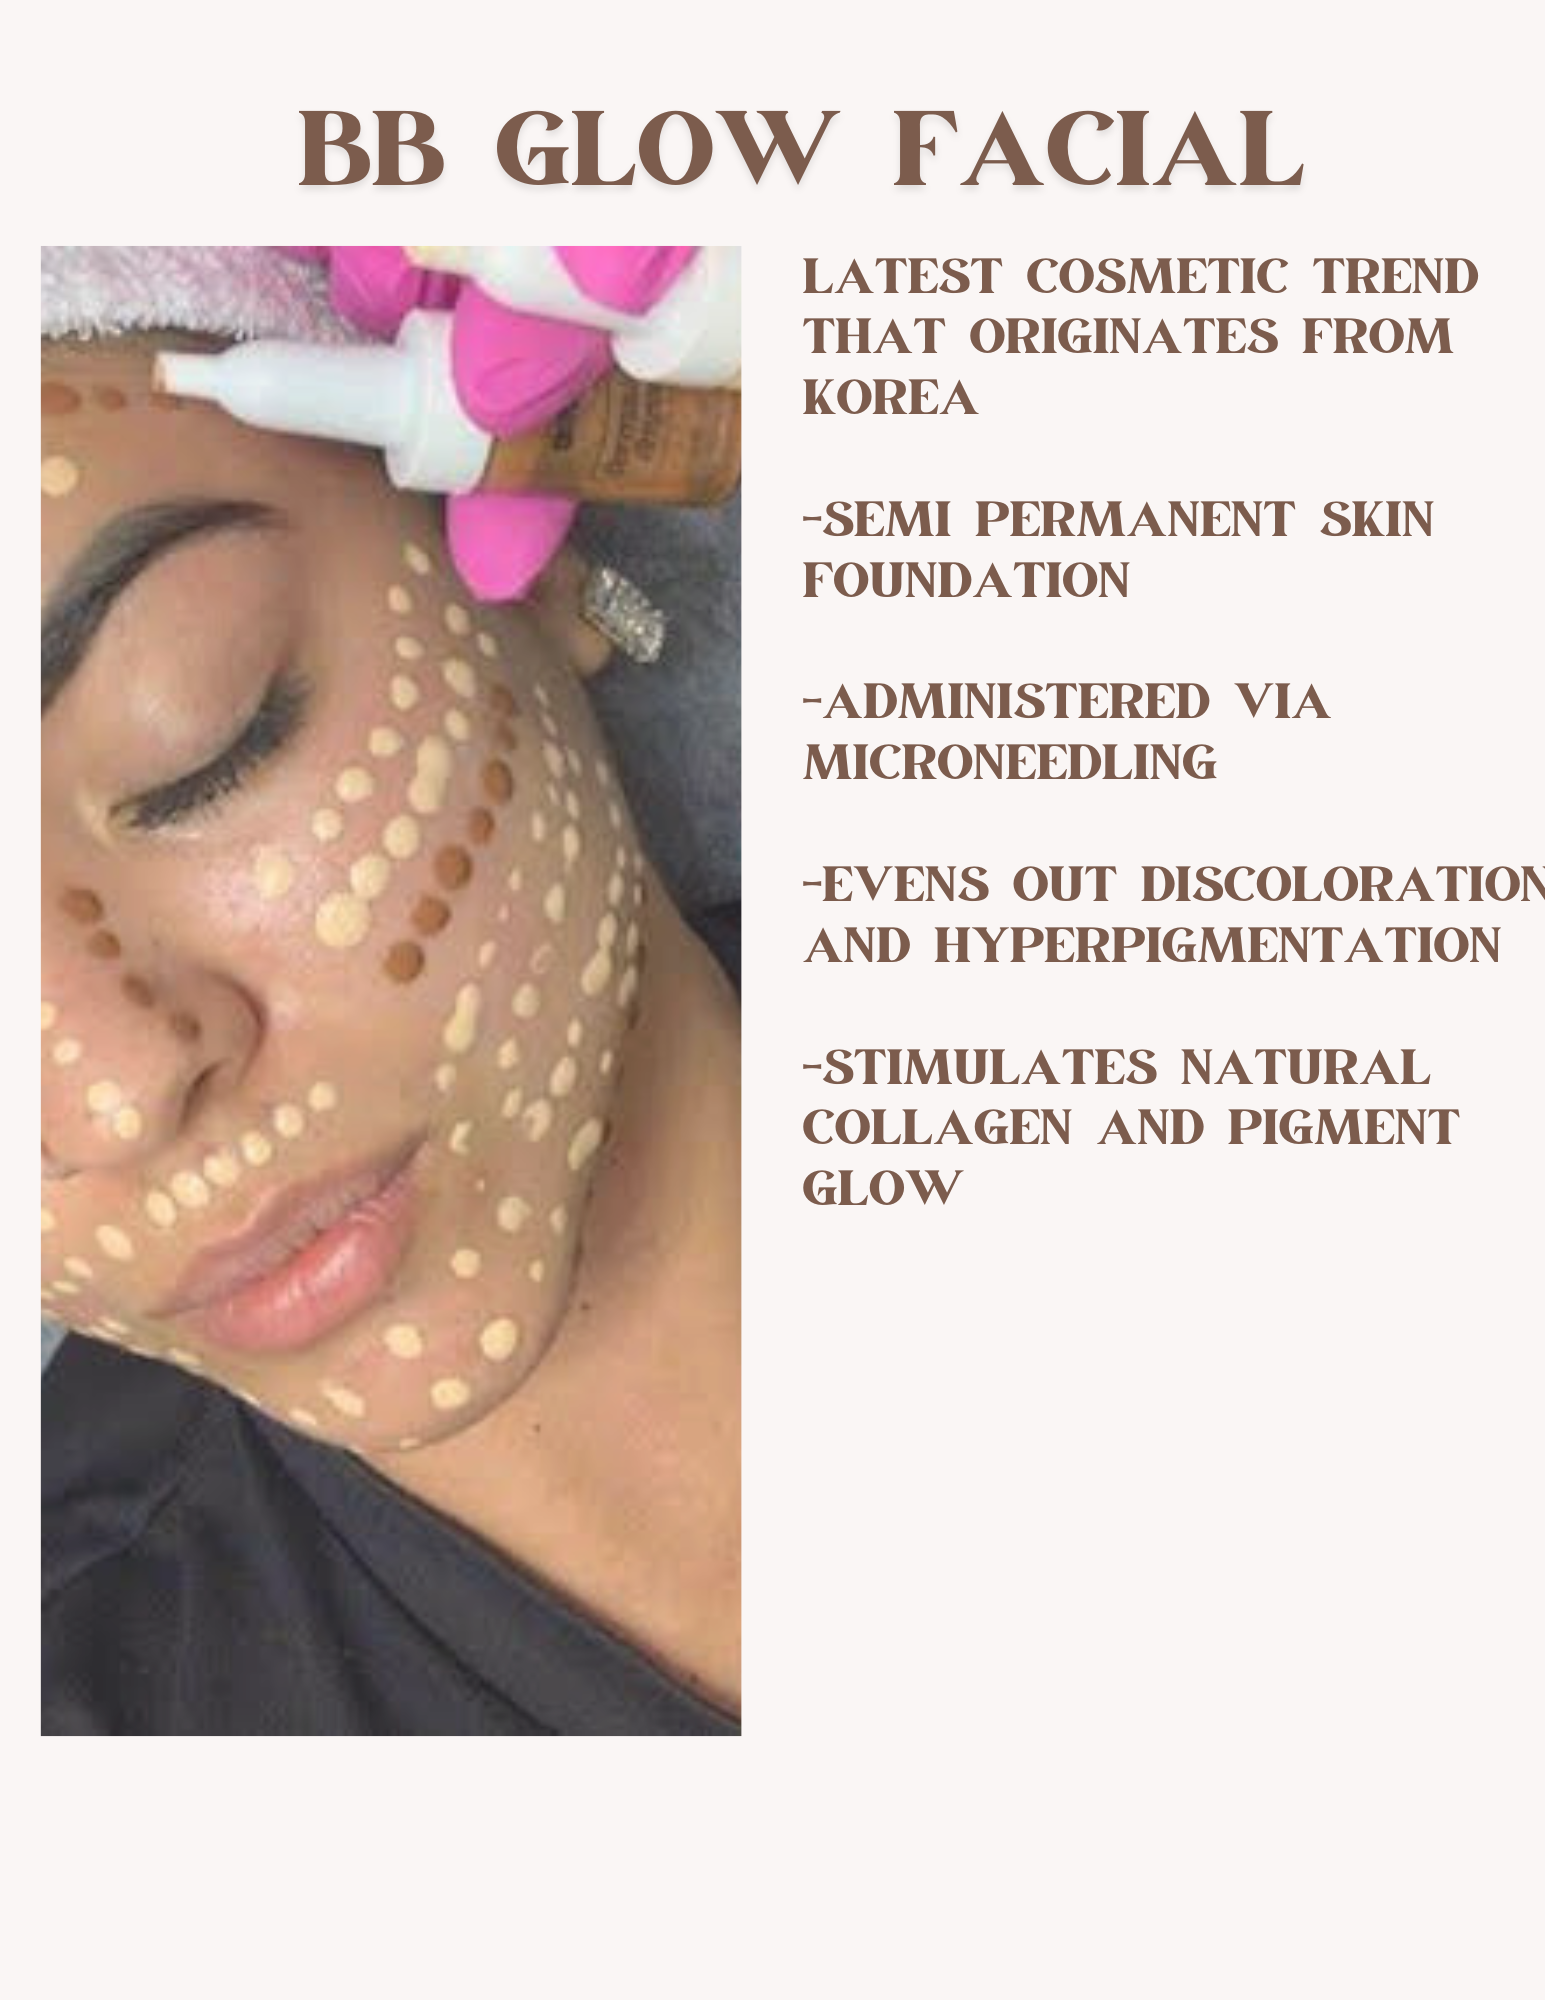 BB GLOW FACIAL
LATEST COSMETIC TREND
THAT ORIGINATES FROM
KOREA
-SEMI PERMANENT SKIN
FOUNDATION
-ADMINISTERED VIA
MICRONEEDLING
-EVENS OUT DISCOLORATION
AND HYPERPIGMENTATION
-STIMULATES NATURAL
COLLAGEN AND PIGMENT
GLOW